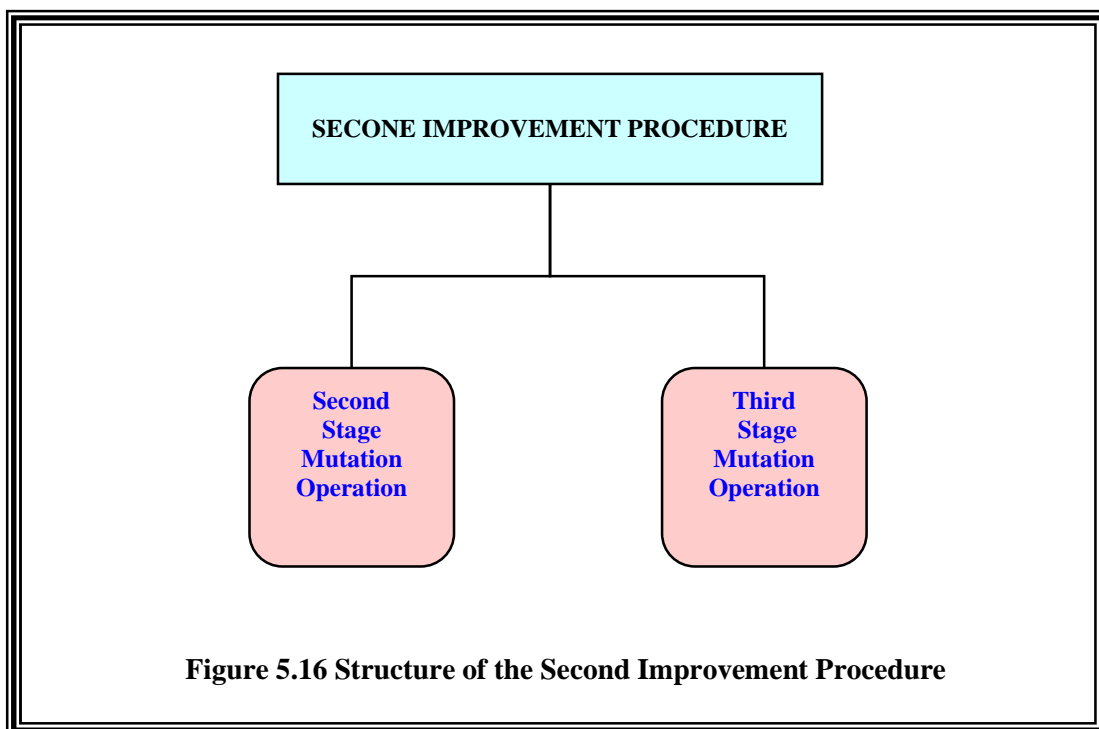 SECONE IMPROVEMENT PROCEDURE
Second
Stage
Mutation
Operation
Third
Stage
Mutation
Operation
Figure 5.16 Structure of the Second Improvement Procedure